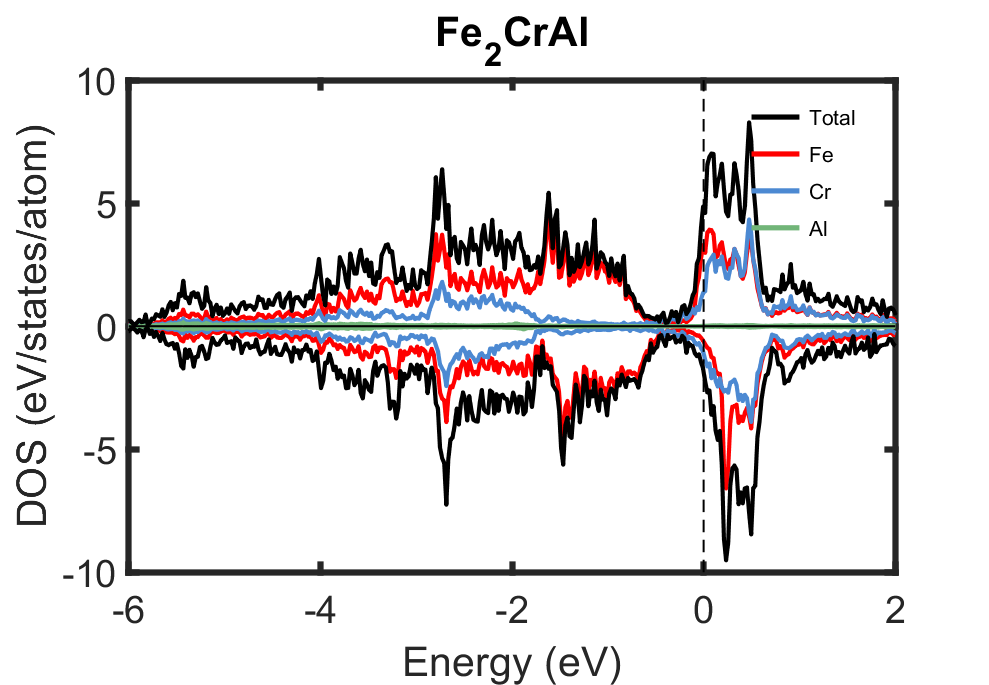 Fe2CrAl
10
5
0
-5
-10
DOS (eV/states/atom)
Total
Fe
Cr
Al
-6 -4 -2 0 2
Energy (eV)